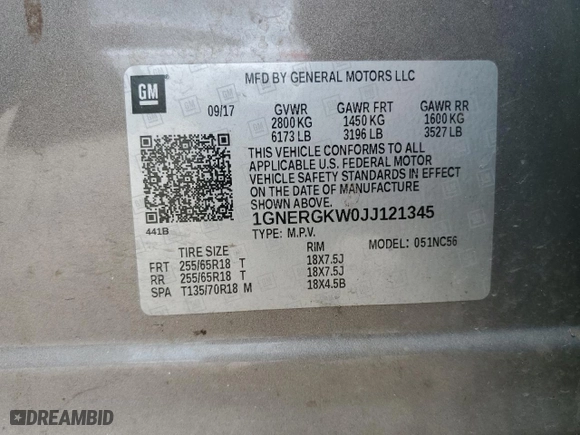 GM
MFD BY GENERAL MOTORS LLC
09/17 GVWR GAWR FRT GAWR RR
2800 KG 1450 KG 1600 KG
6173 LB 3196 LB 3527 LB
THIS VEHICLE CONFORMS TO ALL
APPLICABLE U.S. FEDERAL MOTOR
VEHICLE SAFETY STANDARDS IN EFFECT
ON THE DATE OF MANUFACTURE
SHOWN ABOVE.
1GNERGKW0JJ121345
441B
TYPE: M.P.V. MODEL: 051NC56
TIRE SIZE RIM
FRT 255/65R18 T 18X7.5J
RR 255/65R18 T 18X7.5J
SPA T135/70R18 M 18X4.5B
DREAMBID